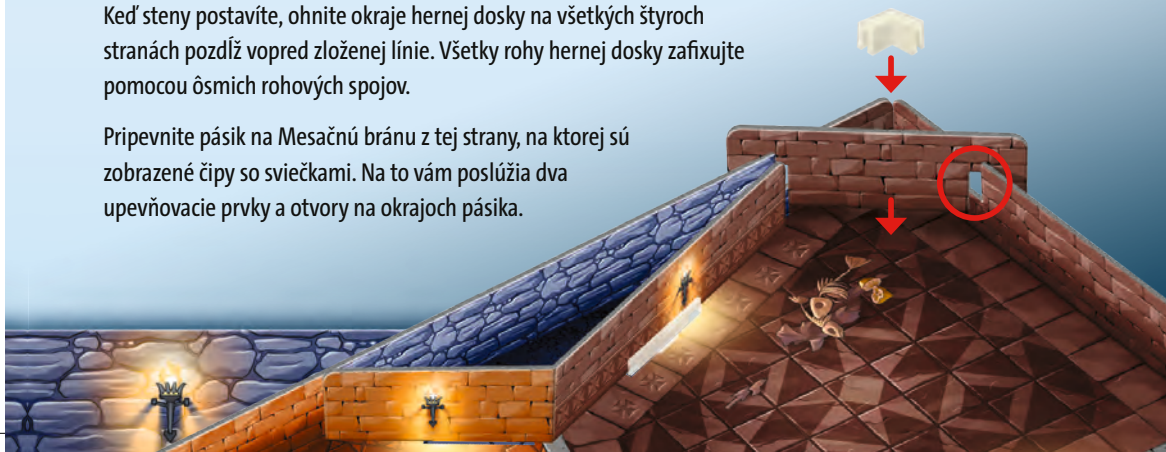 Keď steny postavíte, ohnite okraje hernej dosky na všetkých štyroch
stranách pozdĺž vopred zloženej línie. Všetky rohy hernej dosky zafixujte
pomocou ôsmich rohových spojov.
Pripevnite pásik na Mesačnú bránu z tej strany, na ktorej sú
zobrazené čipy so sviečkami. Na to vám poslúžia dva
upevňovacie prvky a otvory na okrajoch pásika.